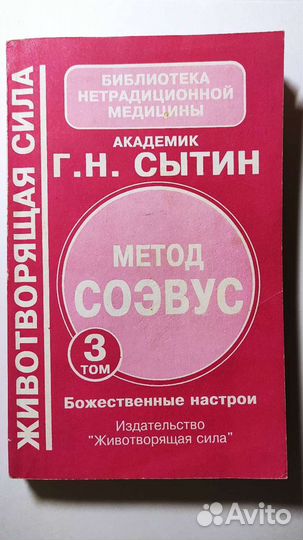 ЖИВОТВОРЯЩАЯ СИЛА
БИБЛИОТЕКА
НЕТРАДИЦИОННОЙ
МЕДИЦИНЫ
АКАДЕМИК
Г.Н. СЫТИН
МЕТОД
СОЭВУС
3
ТОМ
Божественные настрои
Издательство
"Животворящая сила"
Avito